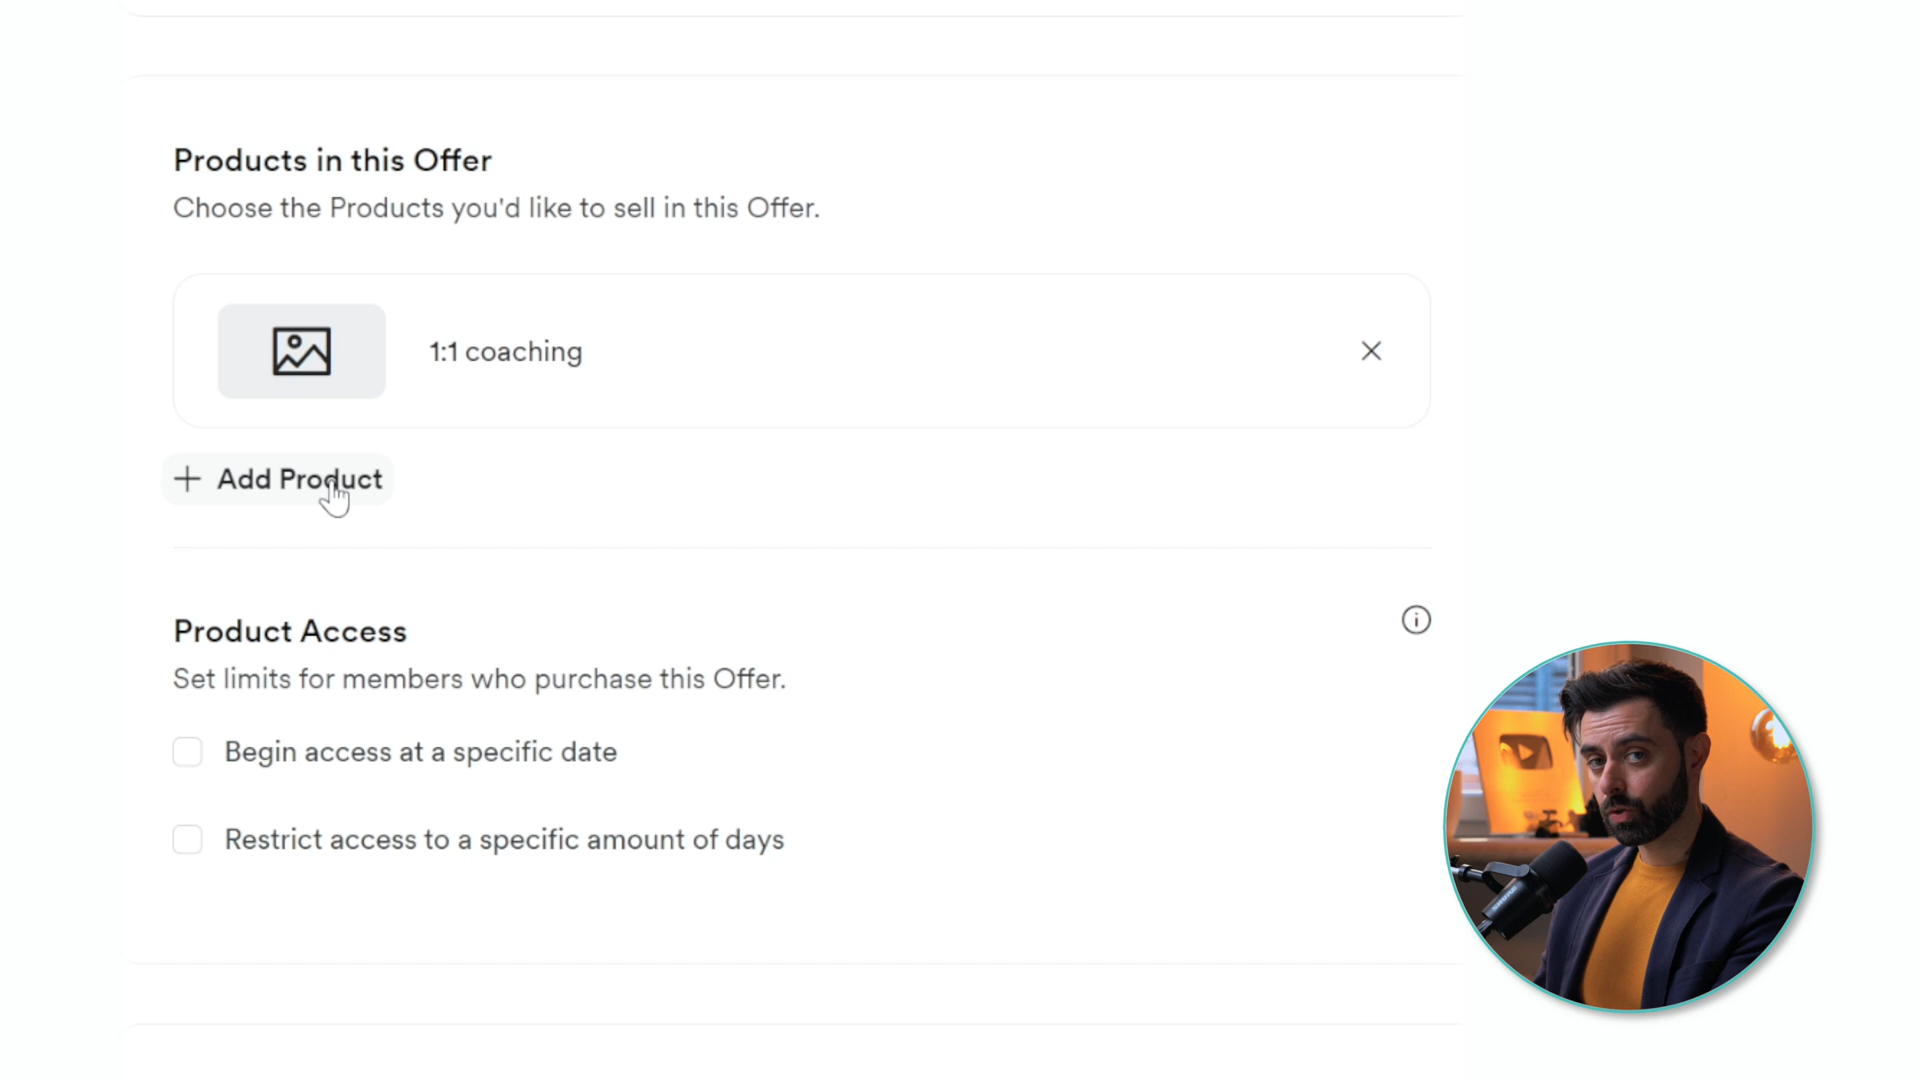 Products in this Offer
Choose the Products you'd like to sell in this Offer.
1:1 coaching
Add Product
Product Access
Set limits for members who purchase this Offer.
Begin access at a specific date
Restrict access to a specific amount of days